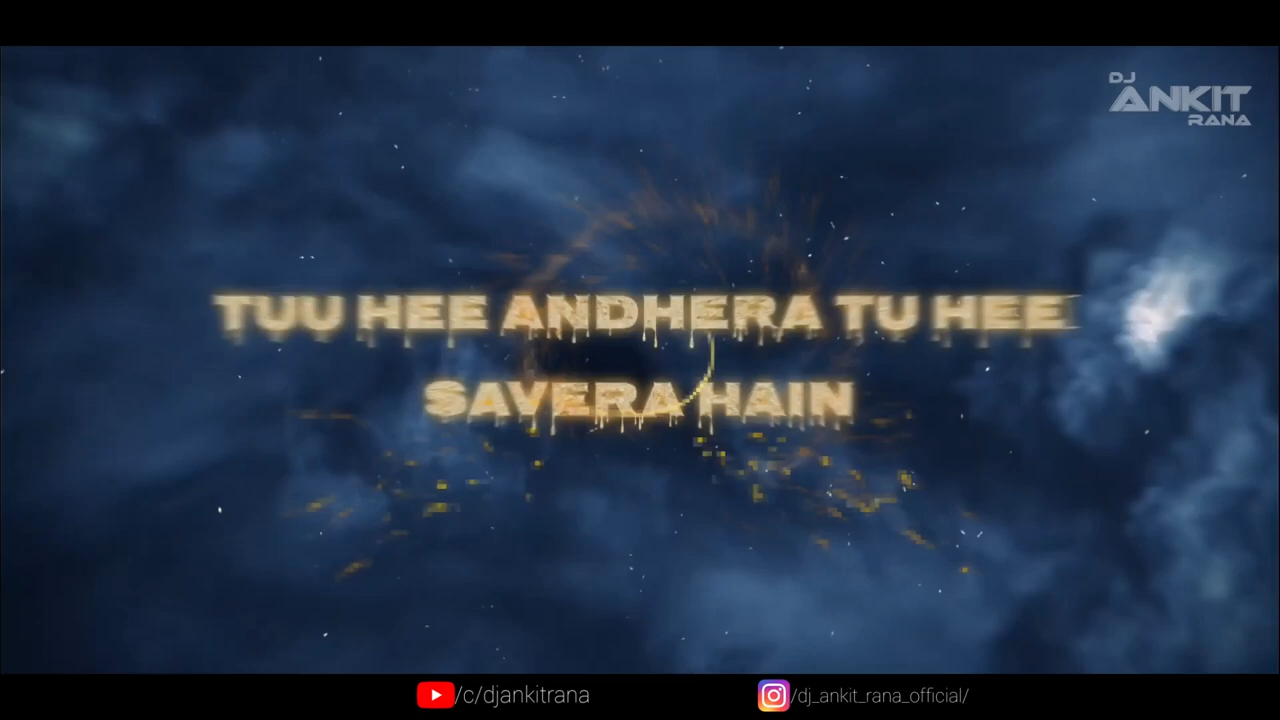 DJ
ANKIT
RANA
TUU HEE ANDHERA TU HEE
SAVERA HAIN
/c/djankitrana
/dj_ankit_rana_official/